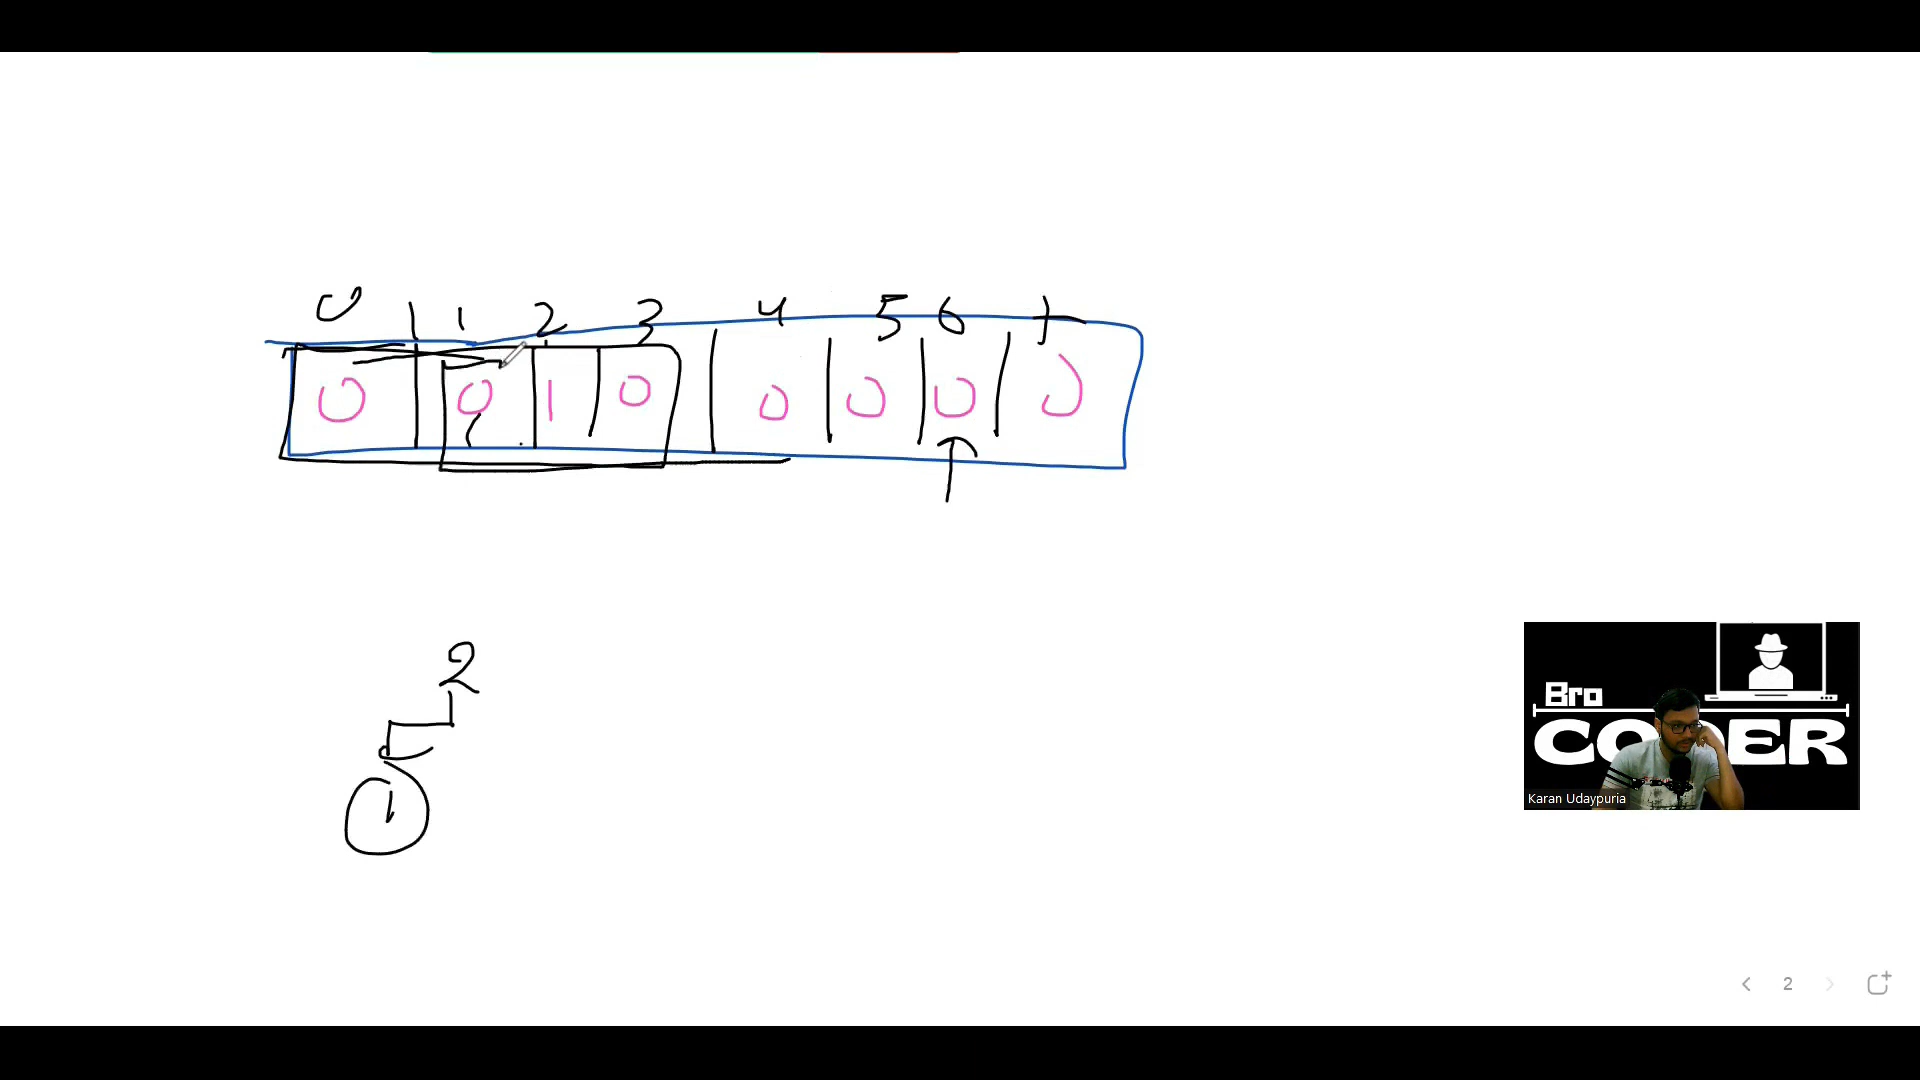 0 1 2 3 4 5 6 7
0 0 1 0 0 0 0 0
2
1
Bro
CODER
Karan Udaypuria
2